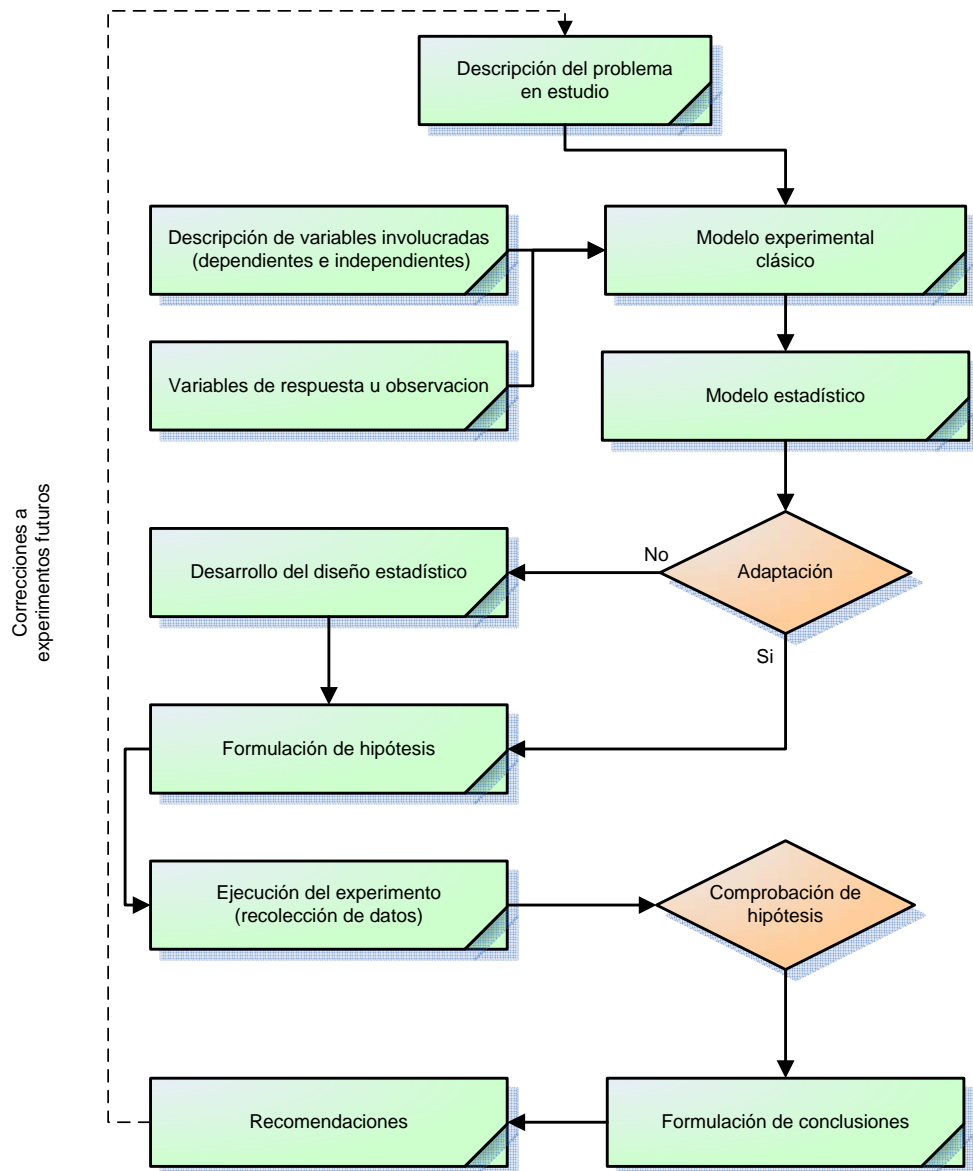 Descripción del problema
en estudio
Descripción de variables involucradas
(dependientes e independientes)
Modelo experimental
clásico
Variables de respuesta u observacion
Modelo estadístico
Correcciones a
experimentos futuros
Desarrollo del diseño estadístico
No
Adaptación
Si
Formulación de hipótesis
Ejecución del experimento
(recolección de datos)
Comprobación de
hipótesis
Recomendaciones
Formulación de conclusiones